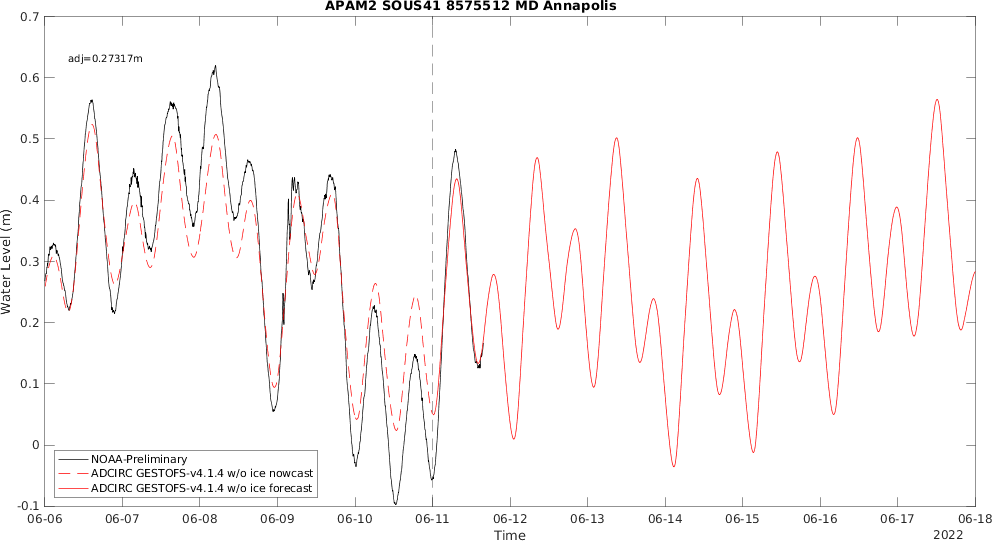 APAM2 SOUS41 8575512 MD Annapolis
adj=0.27317m
Water Level (m)
0.7
0.6
0.5
0.4
0.3
0.2
0.1
0
-0.1
NOAA-Preliminary
ADCIRC GESTOFS-v4.1.4 w/o ice nowcast
ADCIRC GESTOFS-v4.1.4 w/o ice forecast
06-06 06-07 06-08 06-09 06-10 06-11 06-12 06-13 06-14 06-15 06-16 06-17 06-18
Time
2022